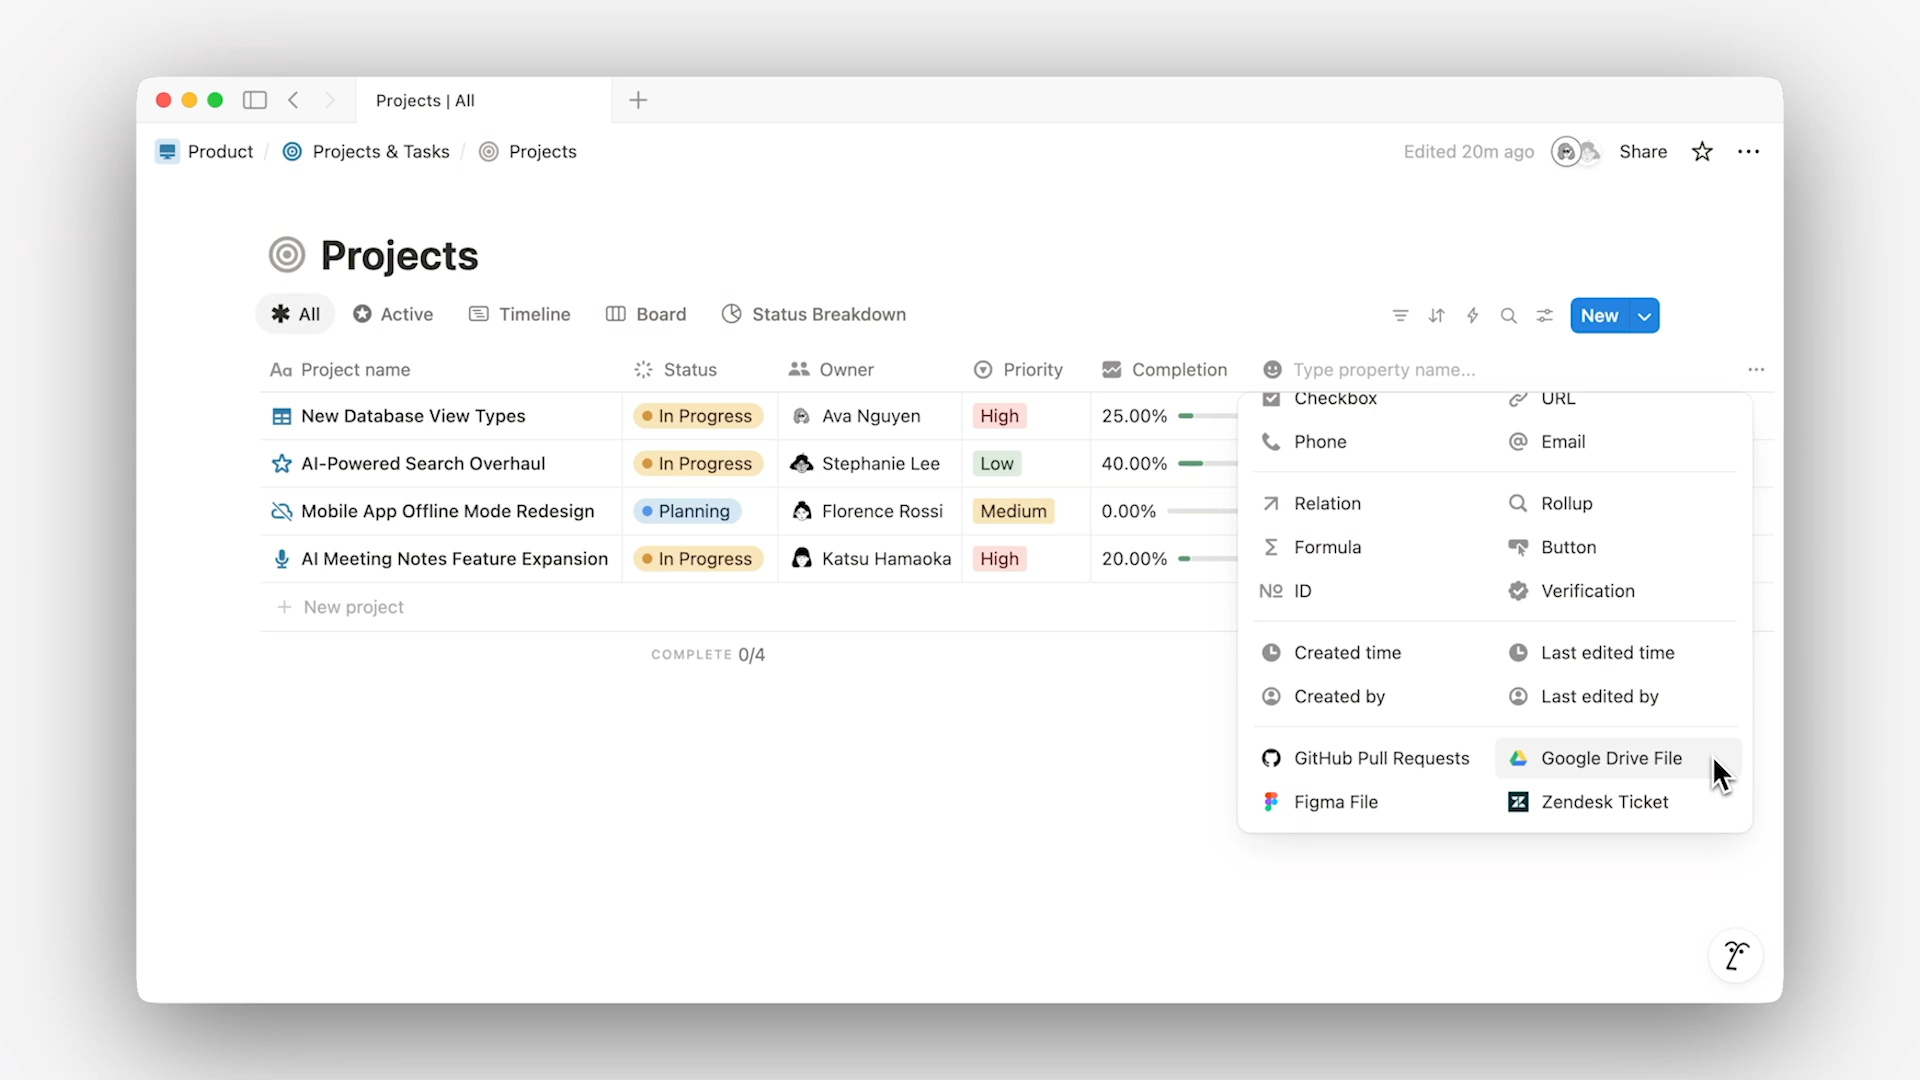 Projects | All
Product / Projects & Tasks / Projects
Edited 20m ago Share
Projects
All Active Timeline Board Status Breakdown
New
Aa Project name Status Owner Priority Completion Type property name...
New Database View Types In Progress Ava Nguyen High 25.00%
AI-Powered Search Overhaul In Progress Stephanie Lee Low 40.00%
Mobile App Offline Mode Redesign Planning Florence Rossi Medium 0.00%
AI Meeting Notes Feature Expansion In Progress Katsu Hamaoka High 20.00%
New project
COMPLETE 0/4
Checkbox URL
Phone Email
Relation Rollup
Formula Button
№ ID Verification
Created time Last edited time
Created by Last edited by
GitHub Pull Requests Google Drive File
Figma File Zendesk Ticket